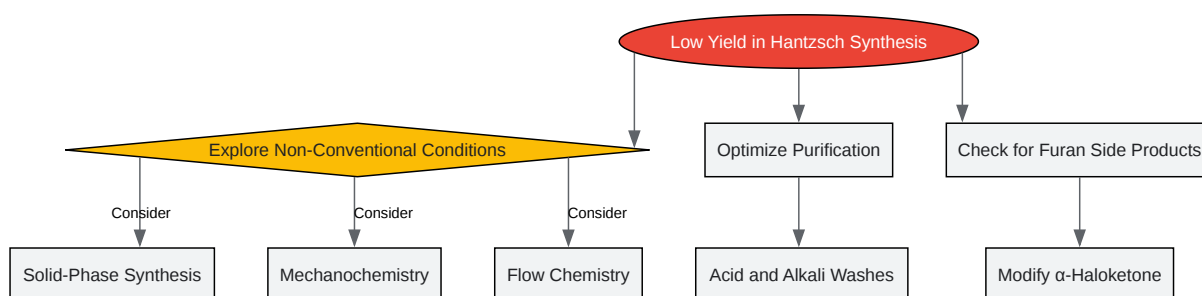 Low Yield in Hantzsch Synthesis
Explore Non-Conventional Conditions
Optimize Purification
Check for Furan Side Products
Consider
Consider
Consider
Solid-Phase Synthesis
Mechanochemistry
Flow Chemistry
Acid and Alkali Washes
Modify α-Haloketone